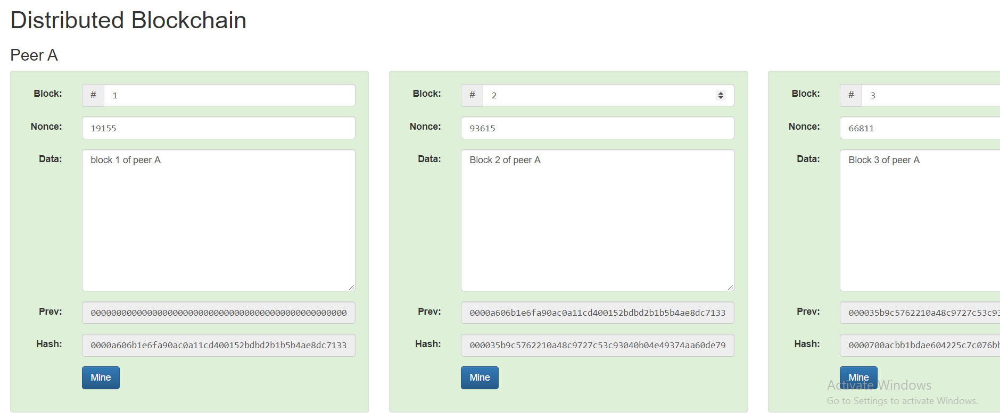 Distributed Blockchain
Peer A
Block:
# 1
Nonce:
19155
Data:
block 1 of peer A
Prev:
00000000000000000000000000000000000000000000000000
Hash:
0000a606b1e6fa90ac0a11cd400152bdbd2b1b5b4ae8dc7133
Mine
Block:
# 2
Nonce:
93615
Data:
Block 2 of peer A
Prev:
0000a606b1e6fa90ac0a11cd400152bdbd2b1b5b4ae8dc7133
Hash:
000035b9c5762210a48c9727c53c93040b04e49374aa60de79
Mine
Block:
# 3
Nonce:
66811
Data:
Block 3 of peer A
Prev:
000035b9c5762210a48c9727c53c93
Hash:
0000700acbb1bdae604225c7c076bb
Mine
Activate Windows
Go to Settings to activate Windows.